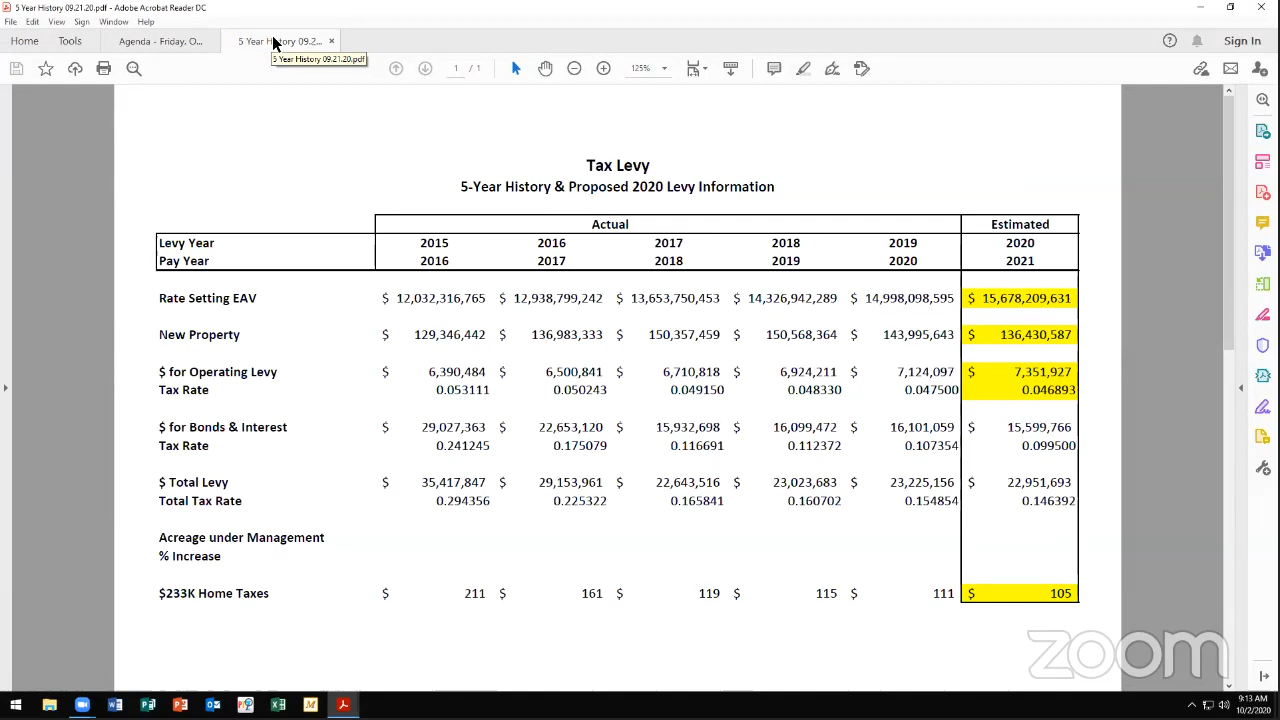 5 Year History 09.21.20.pdf - Adobe Acrobat Reader DC
File Edit View Sign Window Help
Home Tools Agenda - Friday, O... 5 Year History 09.2... × Sign In
5 Year History 09.21.20.pdf
1 / 1 125%
Tax Levy
5-Year History & Proposed 2020 Levy Information
Actual Estimated
Levy Year 2015 2016 2017 2018 2019 2020
Pay Year 2016 2017 2018 2019 2020 2021
Rate Setting EAV $ 12,032,316,765 $ 12,938,799,242 $ 13,653,750,453 $ 14,326,942,289 $ 14,998,098,595 $ 15,678,209,631
New Property $ 129,346,442 $ 136,983,333 $ 150,357,459 $ 150,568,364 $ 143,995,643 $ 136,430,587
$ for Operating Levy $ 6,390,484 $ 6,500,841 $ 6,710,818 $ 6,924,211 $ 7,124,097 $ 7,351,927
Tax Rate 0.053111 0.050243 0.049150 0.048330 0.047500 0.046893
$ for Bonds & Interest $ 29,027,363 $ 22,653,120 $ 15,932,698 $ 16,099,472 $ 16,101,059 $ 15,599,766
Tax Rate 0.241245 0.175079 0.116691 0.112372 0.107354 0.099500
$ Total Levy $ 35,417,847 $ 29,153,961 $ 22,643,516 $ 23,023,683 $ 23,225,156 $ 22,951,693
Total Tax Rate 0.294356 0.225322 0.165841 0.160702 0.154854 0.146392
Acreage under Management
% Increase
$233K Home Taxes $ 211 $ 161 $ 119 $ 115 $ 111 $ 105
zoom
9:13 AM
10/2/2020